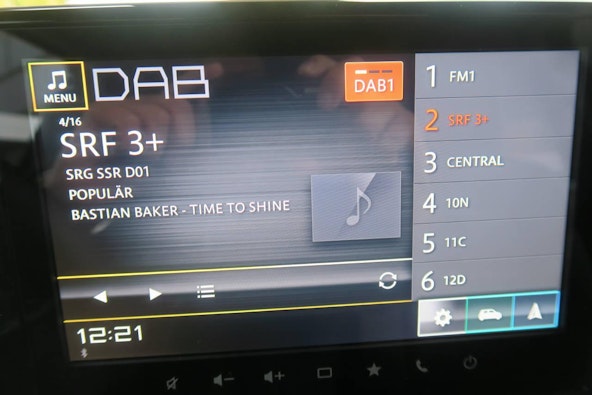 MENU
DAB
DAB1
4/16
SRF 3+
SRG SSR D01
POPULÄR
BASTIAN BAKER - TIME TO SHINE
12:21
1 FM1
2 SRF 3+
3 CENTRAL
4 10N
5 11C
6 12D